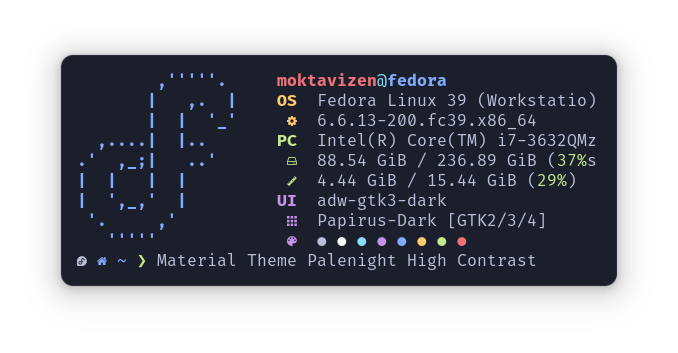 moktavizen@fedora
OS Fedora Linux 39 (Workstatio)
6.6.13-200.fc39.x86_64
PC Intel(R) Core(TM) i7-3632QMz
88.54 GiB / 236.89 GiB (37%s
4.44 GiB / 15.44 GiB (29%)
UI adw-gtk3-dark
Papirus-Dark [GTK2/3/4]
~ ❯ Material Theme Palenight High Contrast